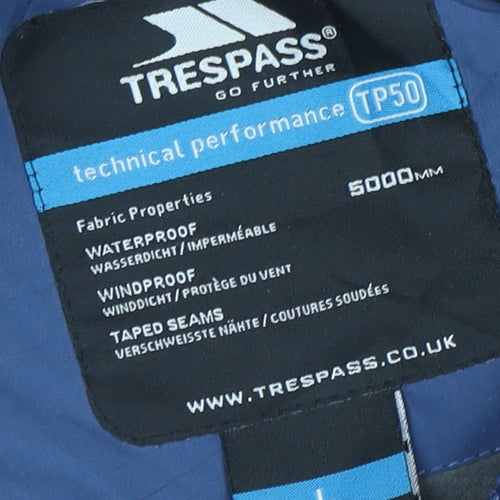 TRESPASS®
GO FURTHER
technical performance TP50
Fabric Properties
WATERPROOF 5000MM
WASSERDICHT / IMPERMÉABLE
WINDPROOF
WINDDICHT / PROTÈGE DU VENT
TAPED SEAMS
VERSCHWEISSTE NÄHTE / COUTURES SOUDÉES
WWW.TRESPASS.CO.UK